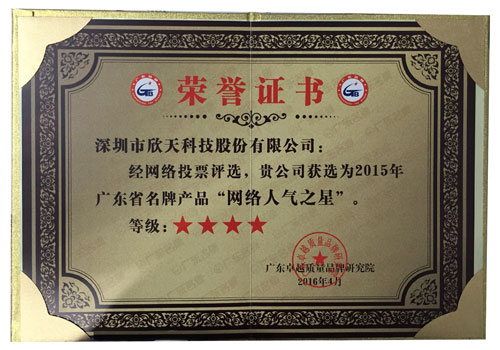 荣誉证书
深圳市欣天科技股份有限公司：
经网络投票评选，贵公司获选为2015年
广东省名牌产品“网络人气之星”。
等级：★★★★
广东卓越质量品牌研究院
2016年4月